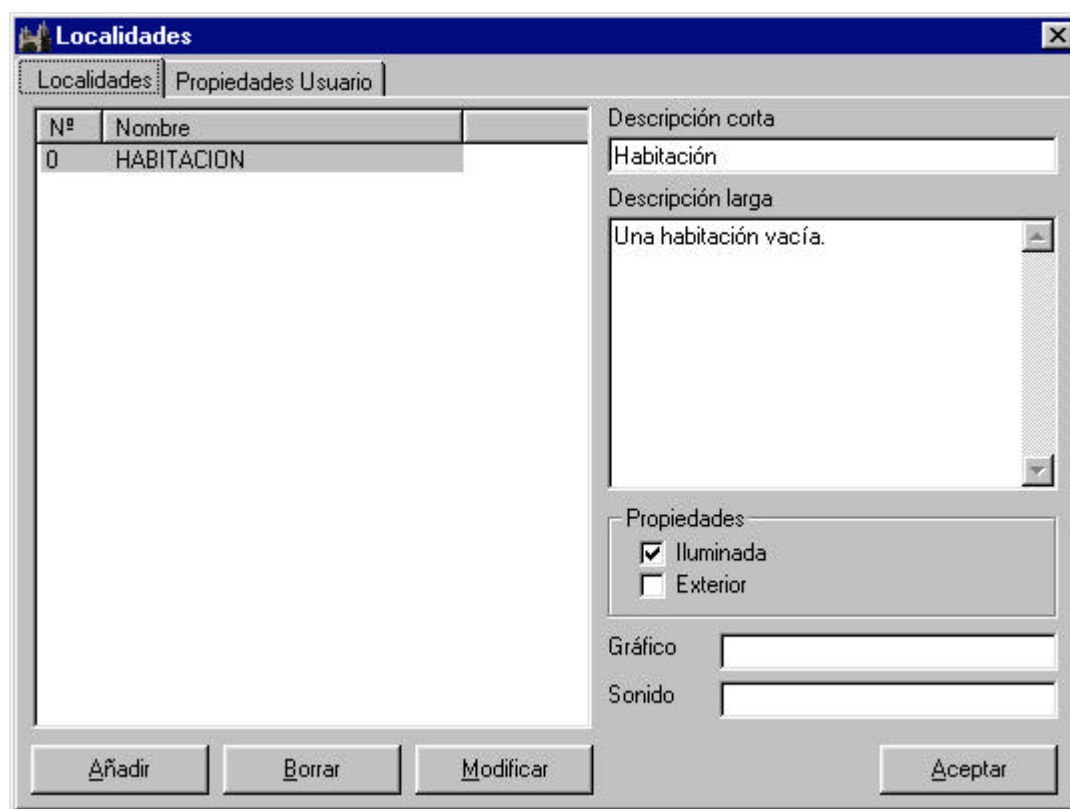 Localidades
Localidades Propiedades Usuario
Nº Nombre
0 HABITACION
Descripción corta
Habitación
Descripción larga
Una habitación vacía.
Propiedades
Iluminada
Exterior
Gráfico
Sonido
Añadir Borrar Modificar Aceptar